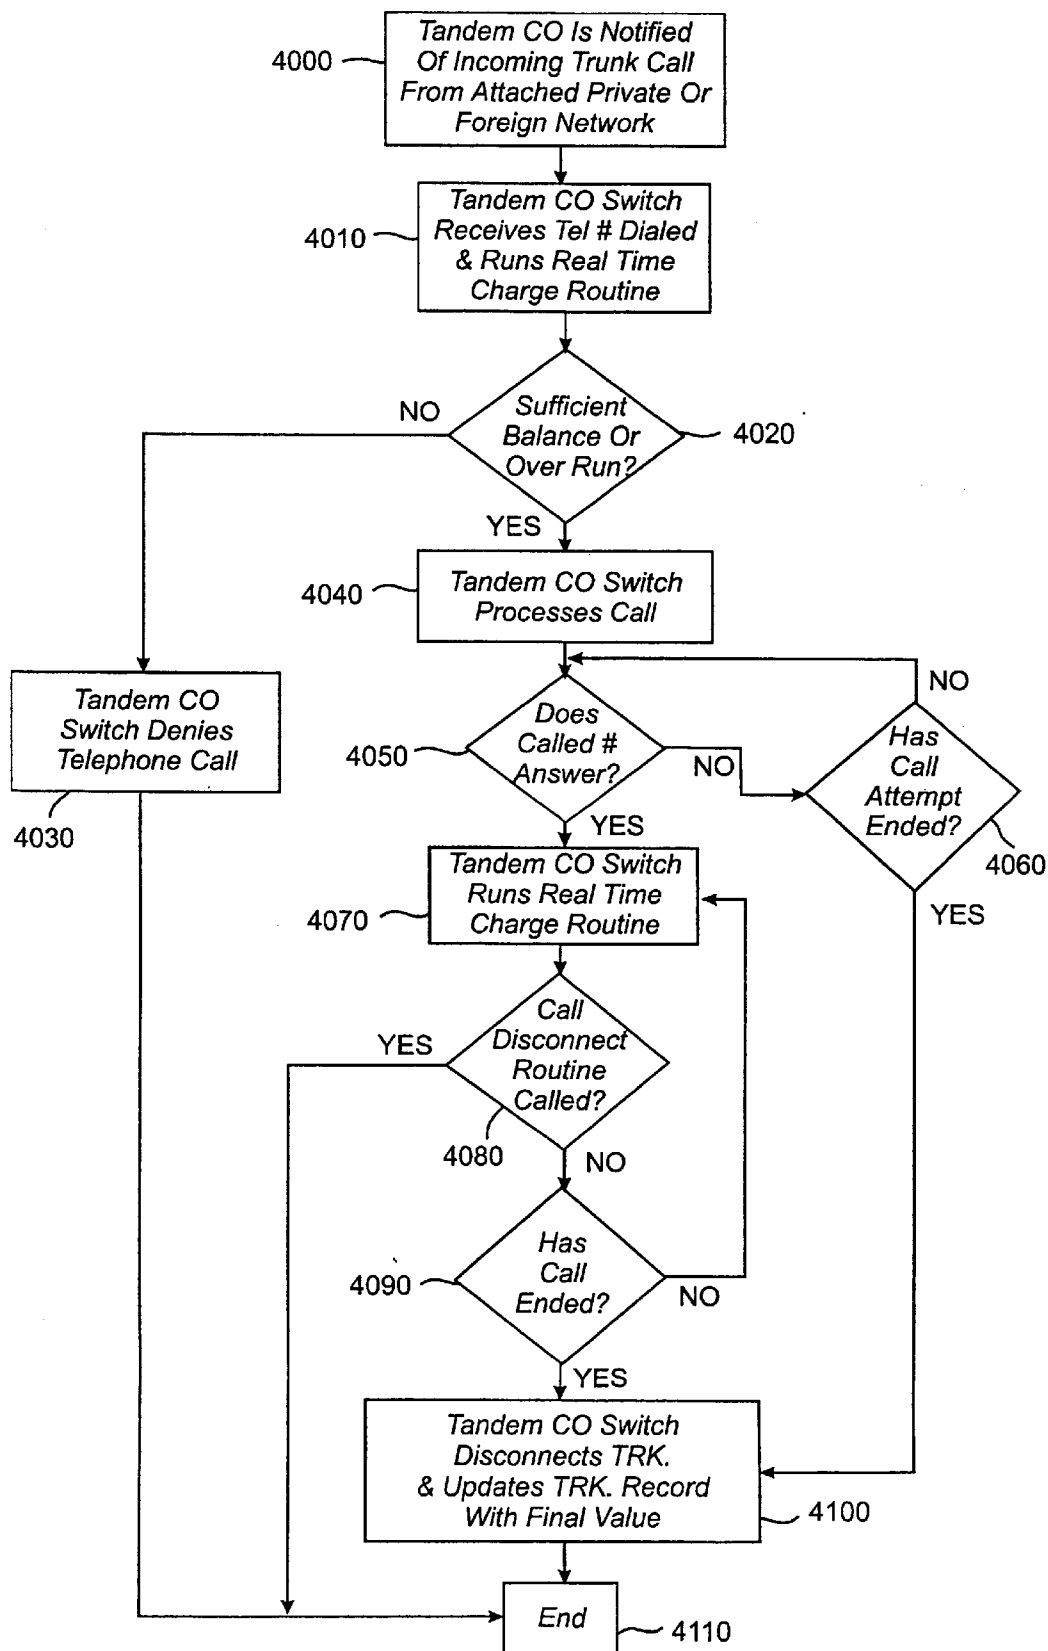 Tandem CO Is Notified
Of Incoming Trunk Call
From Attached Private Or
Foreign Network
4000
Tandem CO Switch
Receives Tel # Dialed
& Runs Real Time
Charge Routine
4010
Sufficient
Balance Or
Over Run?
4020
NO
YES
Tandem CO Switch
Processes Call
4040
Tandem CO
Switch Denies
Telephone Call
4030
Does
Called #
Answer?
4050
NO
YES
Has
Call
Attempt
Ended?
4060
NO
YES
Tandem CO Switch
Runs Real Time
Charge Routine
4070
Call
Disconnect
Routine
Called?
4080
YES
NO
Has
Call
Ended?
4090
NO
YES
Tandem CO Switch
Disconnects TRK.
& Updates TRK. Record
With Final Value
4100
End
4110